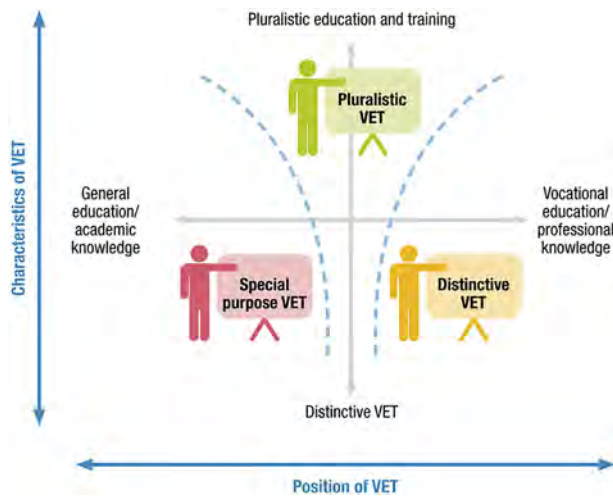 Pluralistic education and training
Pluralistic
VET
Characteristics of VET
General
education/
academic
knowledge
Vocational
education/
professional
knowledge
Special
purpose VET
Distinctive
VET
Distinctive VET
Position of VET